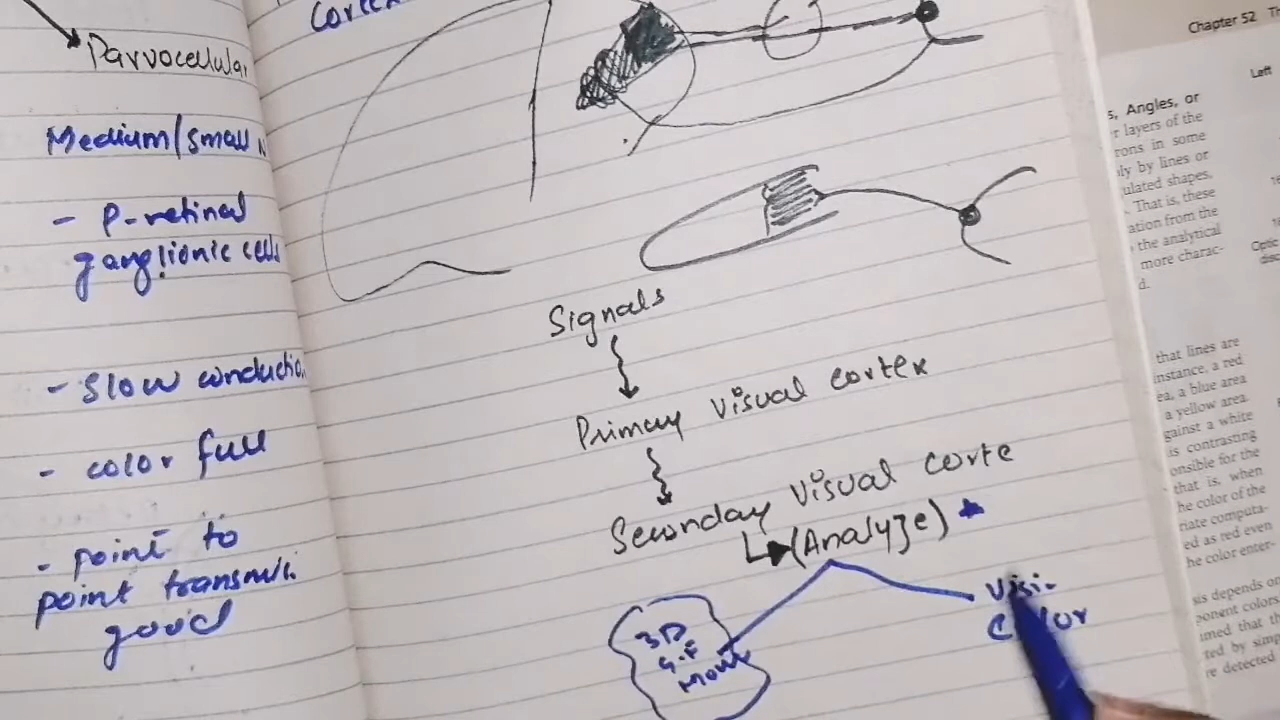 Parvocellular
Medium/small N
- P-retinal
ganglionic cells
- Slow conduction
- color full
- point to
point transmi.
good
Cortex
Signals
Primary visual cortex
Seconday visual corte
(Analyze)
3D
G.F
Visi-
Color
Chapter 52
Left
s, Angles, or
r layers of the
rons in some
ly by lines or
ulated shapes.
. That is, these
ation from the
the analytical
more charac-
d.
that lines are
instance, a red
ea, a blue area
a yellow area.
gainst a white
is contrasting
onsible for the
that is, when
he color of the
riate computa-
ed as red even
he color enter-
sis depends on
ponent colors,
imed that th
ted by simp
re detected